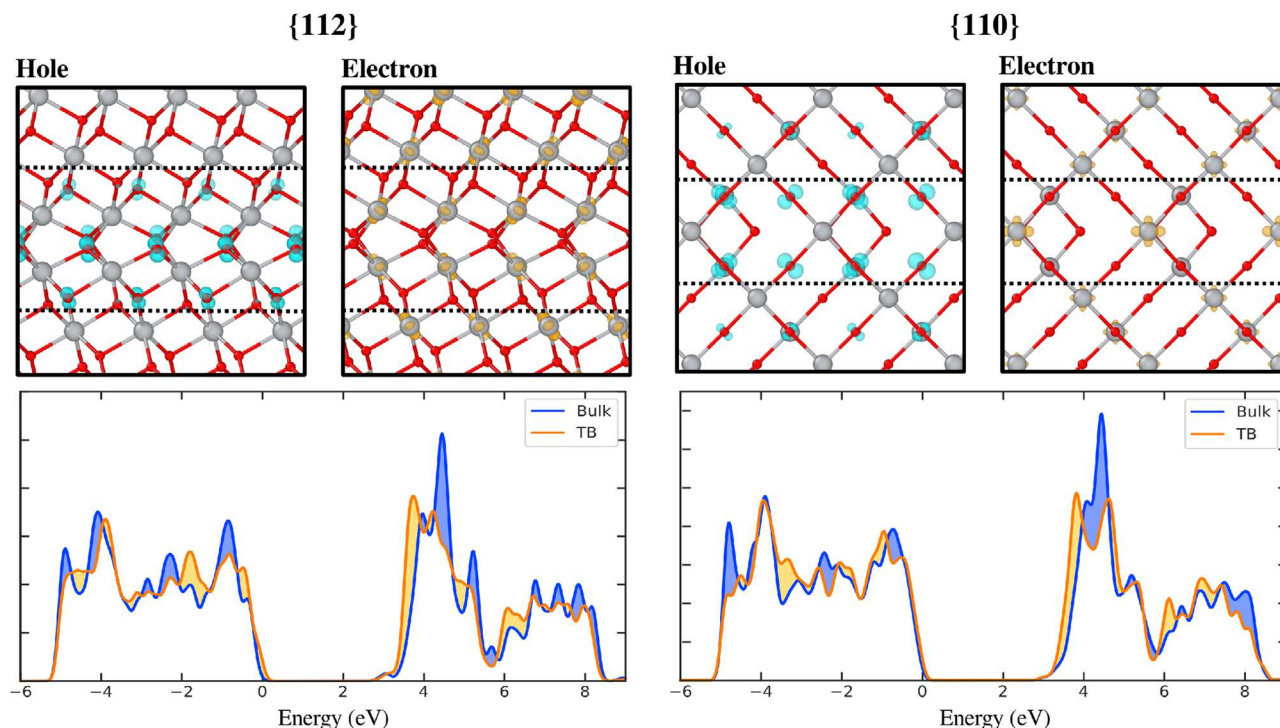 {112}
{110}
Hole
Electron
Hole
Electron
Bulk
TB
−6
−4
−2
0
2
4
6
8
Energy (eV)
Bulk
TB
−6
−4
−2
0
2
4
6
8
Energy (eV)